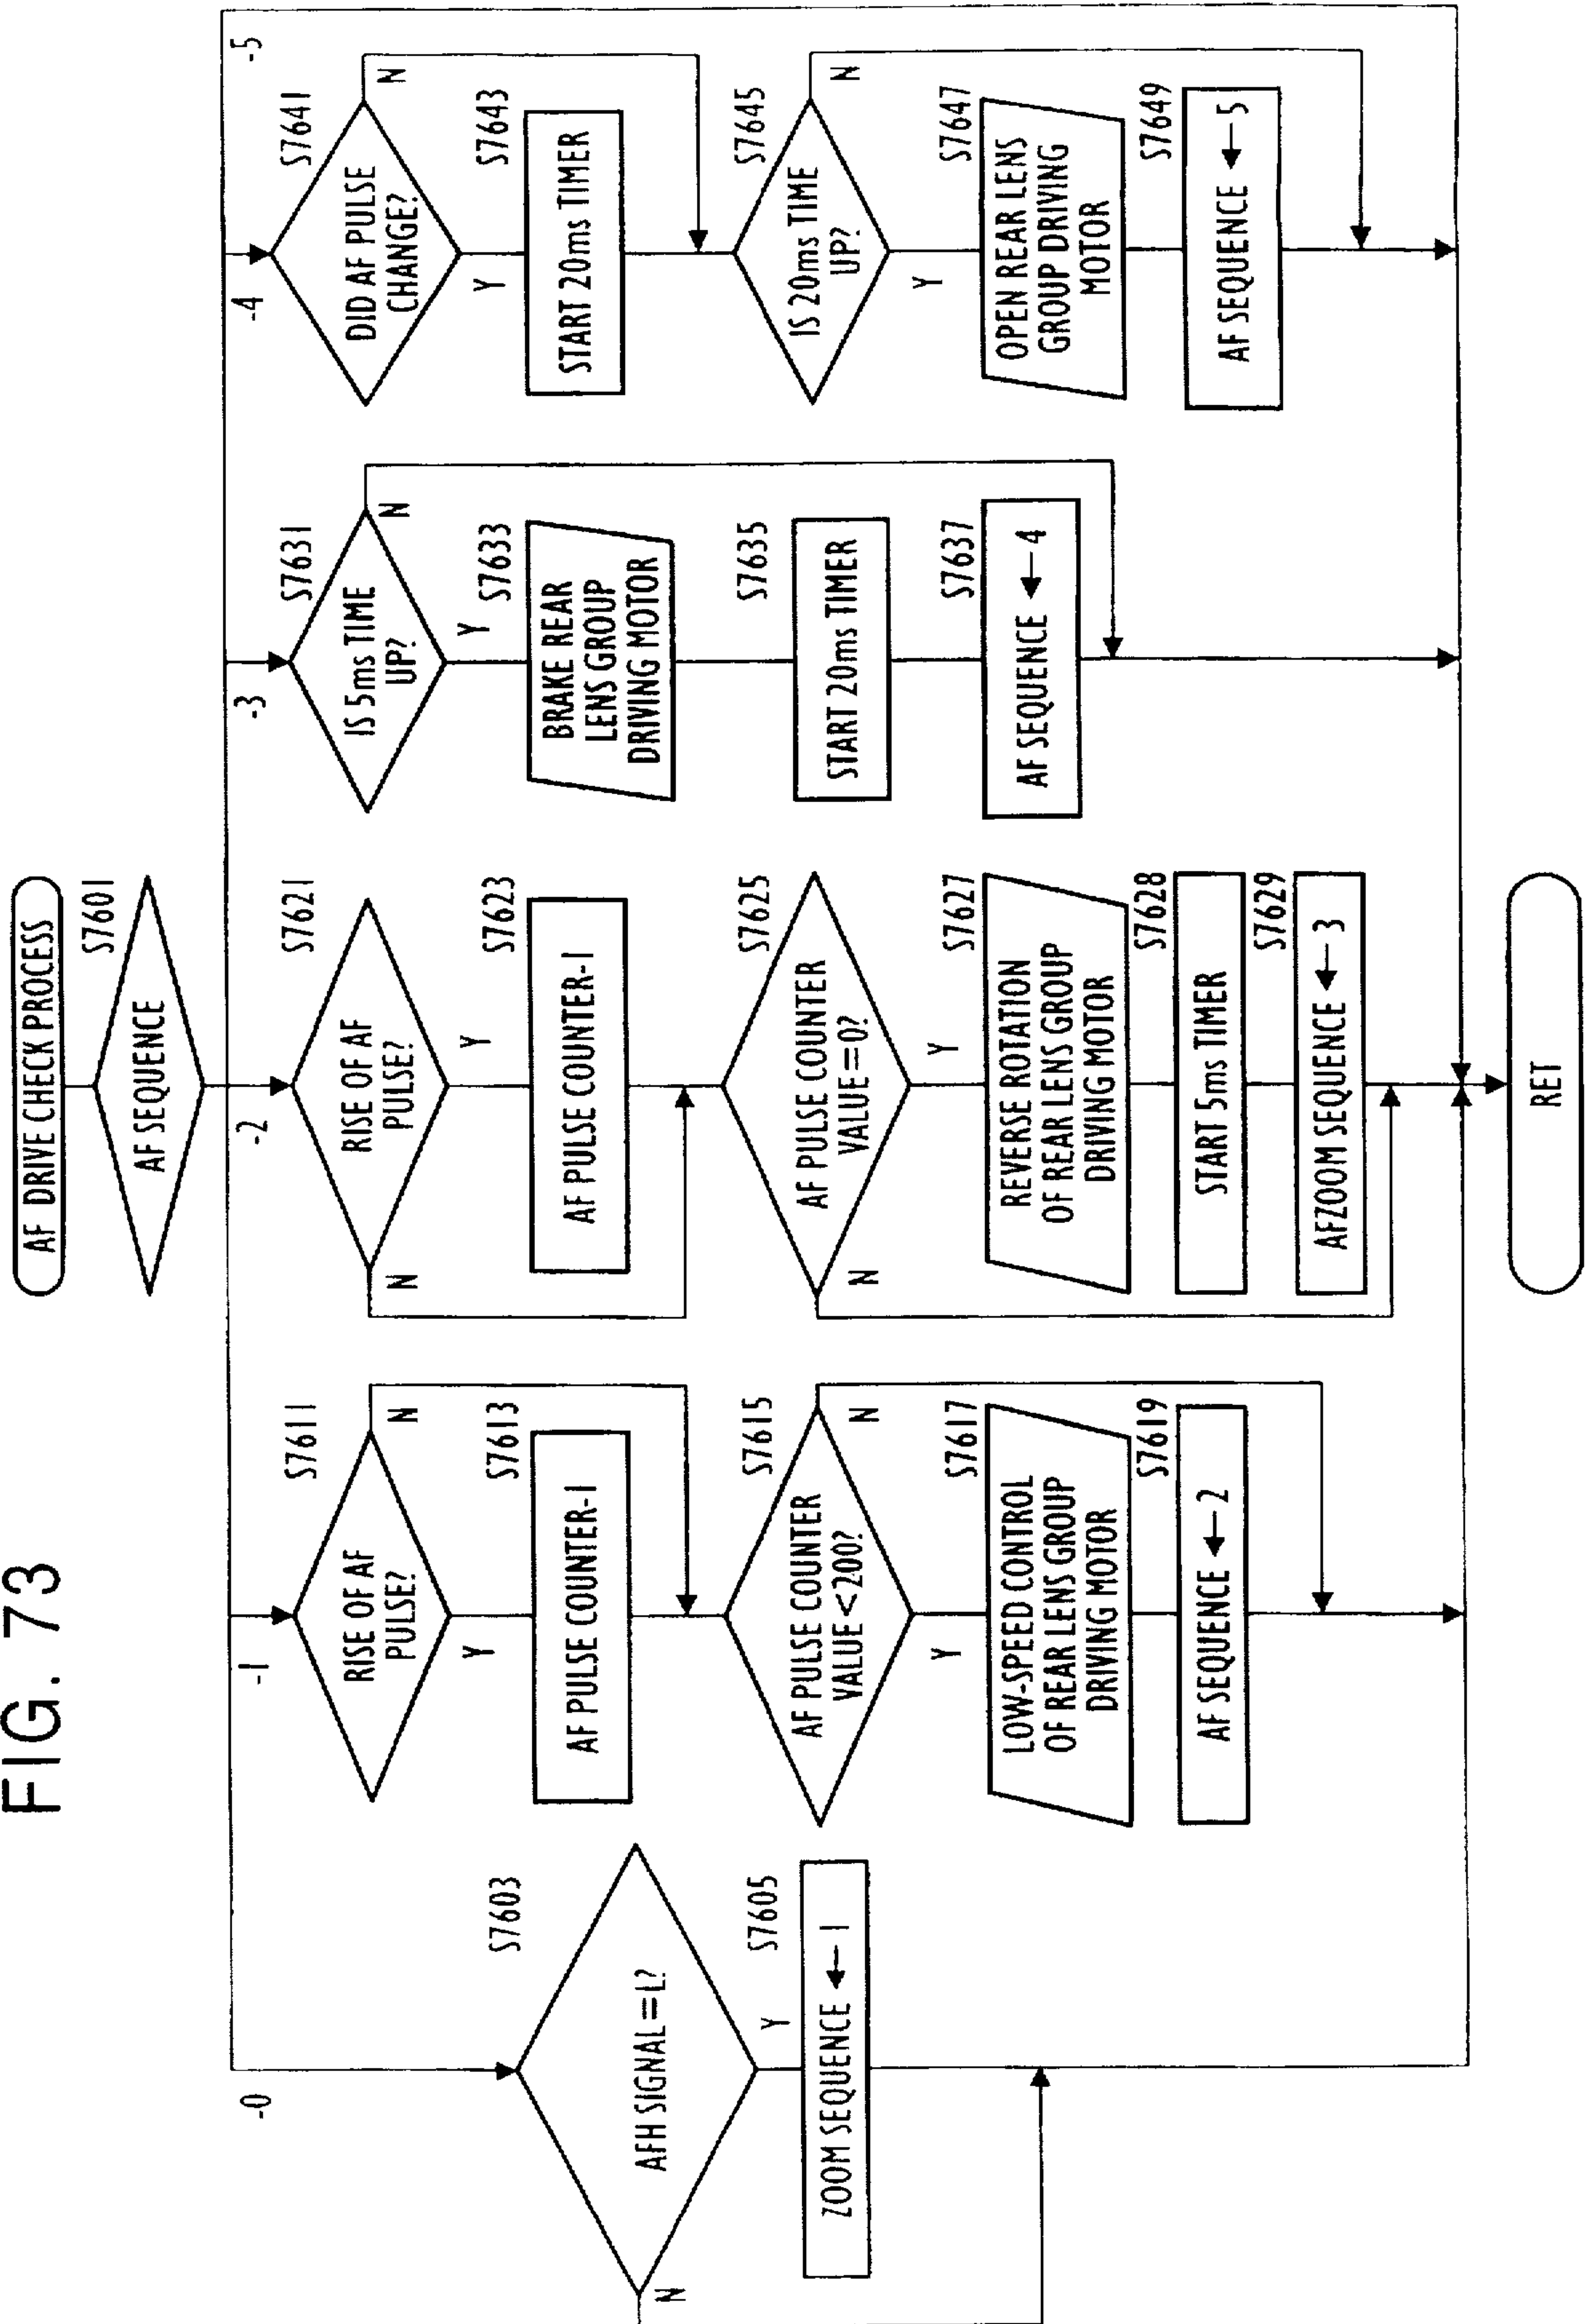 FIG. 73
AF DRIVE CHECK PROCESS
S7601
AF SEQUENCE
-0
S7603
AFH SIGNAL=L?
N
Y
S7605
ZOOM SEQUENCE ← 1
-1
S7611
RISE OF AF
PULSE?
N
Y
S7613
AF PULSE COUNTER-1
S7615
AF PULSE COUNTER
VALUE<200?
N
Y
S7617
LOW-SPEED CONTROL
OF REAR LENS GROUP
DRIVING MOTOR
S7619
AF SEQUENCE ← 2
-2
S7621
RISE OF AF
PULSE?
N
Y
S7623
AF PULSE COUNTER-1
S7625
AF PULSE COUNTER
VALUE=0?
N
Y
S7627
REVERSE ROTATION
OF REAR LENS GROUP
DRIVING MOTOR
S7628
START 5ms TIMER
S7629
AFZOOM SEQUENCE ← 3
-3
S7631
IS 5ms TIME
UP?
N
Y
S7633
BRAKE REAR
LENS GROUP
DRIVING MOTOR
S7635
START 20ms TIMER
S7637
AF SEQUENCE ← 4
-4
S7641
DID AF PULSE
CHANGE?
N
Y
S7643
START 20ms TIMER
S7645
IS 20ms TIME
UP?
N
Y
S7647
OPEN REAR LENS
GROUP DRIVING
MOTOR
S7649
AF SEQUENCE ← 5
-5
RET